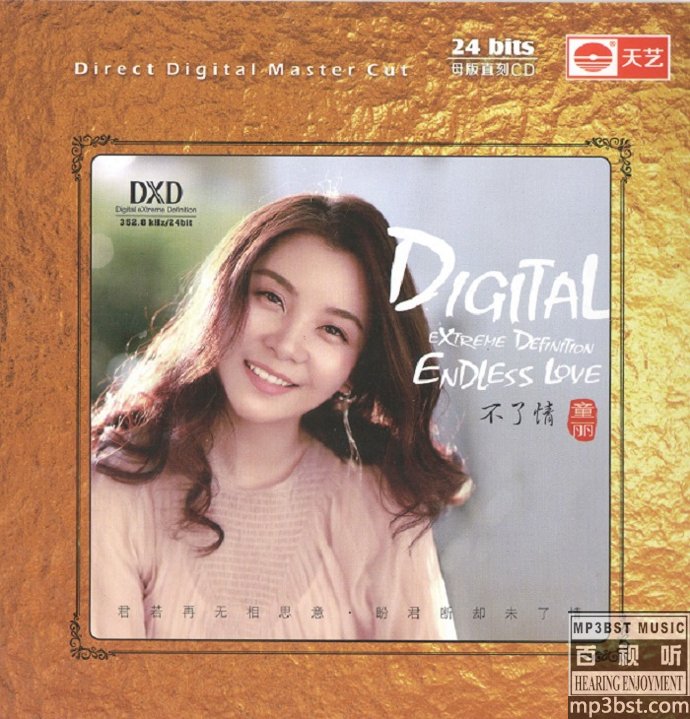 Direct Digital Master Cut
24 bits
母版直刻CD
®
天艺
DXD
Digital eXtreme Definition
352.8 kHz/24bit
DIGITAL
EXTREME DEFINITION
ENDLESS LOVE
不了情
童丽
君若再无相思意·盼君断却未了情
MP3BST MUSIC
百视听
HEARING ENJOYMENT
mp3bst.com